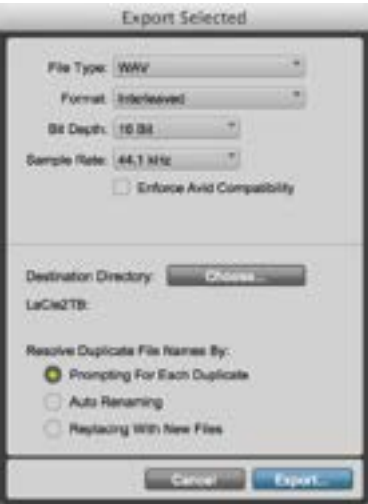 Export Selected
File Type: WAV
Format: Interleaved
Bit Depth: 16 Bit
Sample Rate: 44.1 kHz
Enforce Avid Compatibility
Destination Directory: Choose...
LaCie2TB:
Resolve Duplicate File Names By:
Prompting For Each Duplicate
Auto Renaming
Replacing With New Files
Cancel Export...